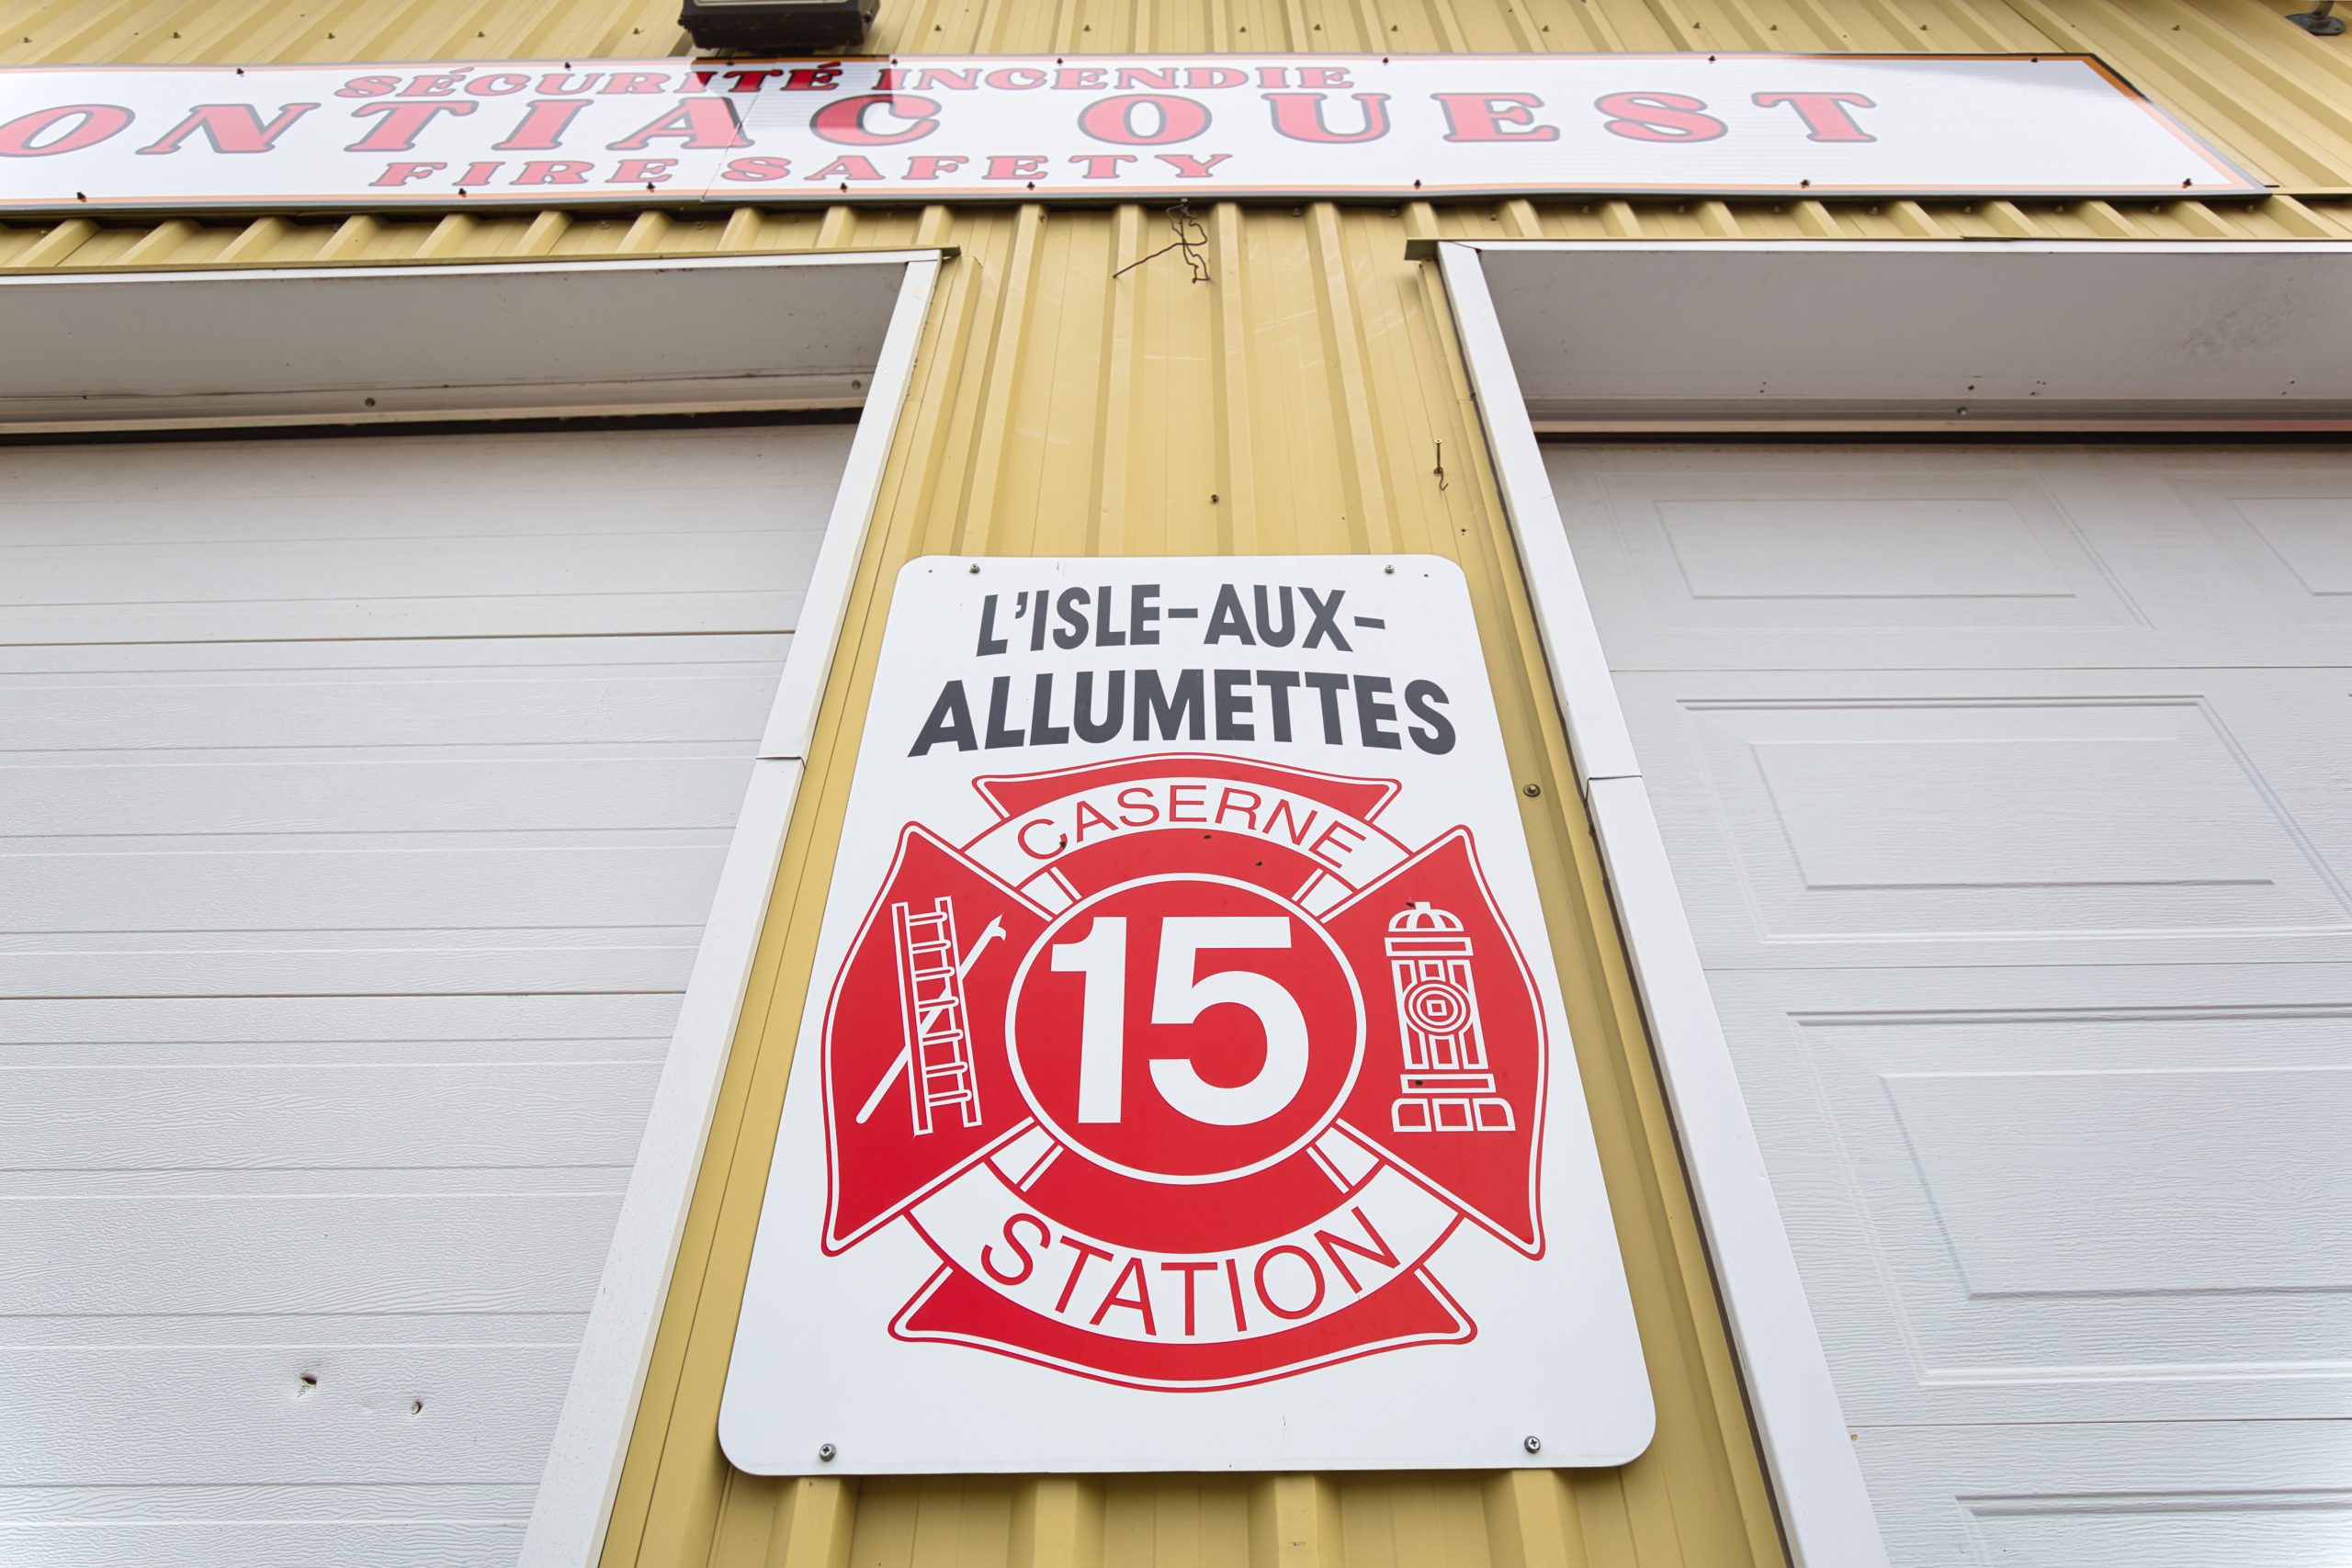 SÉCURITÉ INCENDIE
ONTIAC OUEST
FIRE SAFETY
L'ISLE-AUX-
ALLUMETTES
CASERNE
15
STATION